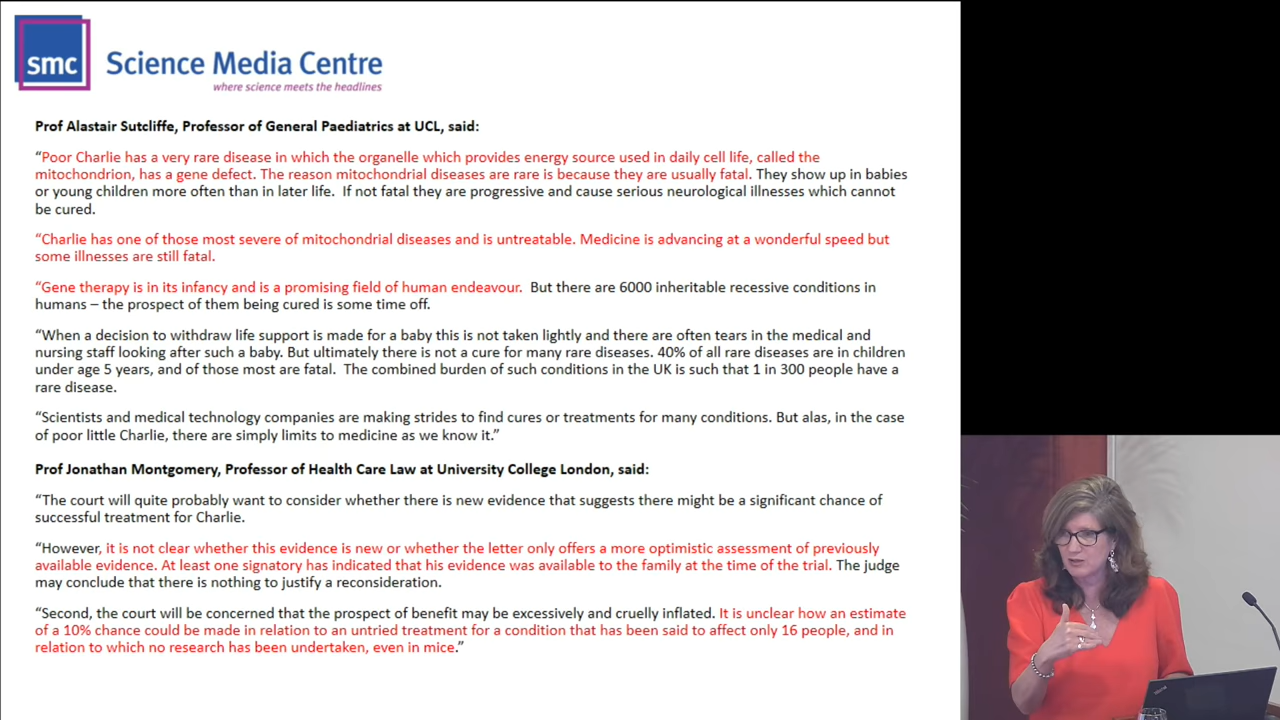 smc
Science Media Centre
where science meets the headlines
Prof Alastair Sutcliffe, Professor of General Paediatrics at UCL, said:
“Poor Charlie has a very rare disease in which the organelle which provides energy source used in daily cell life, called the
mitochondrion, has a gene defect. The reason mitochondrial diseases are rare is because they are usually fatal. They show up in babies
or young children more often than in later life. If not fatal they are progressive and cause serious neurological illnesses which cannot
be cured.
“Charlie has one of those most severe of mitochondrial diseases and is untreatable. Medicine is advancing at a wonderful speed but
some illnesses are still fatal.
“Gene therapy is in its infancy and is a promising field of human endeavour. But there are 6000 inheritable recessive conditions in
humans – the prospect of them being cured is some time off.
“When a decision to withdraw life support is made for a baby this is not taken lightly and there are often tears in the medical and
nursing staff looking after such a baby. But ultimately there is not a cure for many rare diseases. 40% of all rare diseases are in children
under age 5 years, and of those most are fatal. The combined burden of such conditions in the UK is such that 1 in 300 people have a
rare disease.
“Scientists and medical technology companies are making strides to find cures or treatments for many conditions. But alas, in the case
of poor little Charlie, there are simply limits to medicine as we know it.”
Prof Jonathan Montgomery, Professor of Health Care Law at University College London, said:
“The court will quite probably want to consider whether there is new evidence that suggests there might be a significant chance of
successful treatment for Charlie.
“However, it is not clear whether this evidence is new or whether the letter only offers a more optimistic assessment of previously
available evidence. At least one signatory has indicated that his evidence was available to the family at the time of the trial. The judge
may conclude that there is nothing to justify a reconsideration.
“Second, the court will be concerned that the prospect of benefit may be excessively and cruelly inflated. It is unclear how an estimate
of a 10% chance could be made in relation to an untried treatment for a condition that has been said to affect only 16 people, and in
relation to which no research has been undertaken, even in mice.”